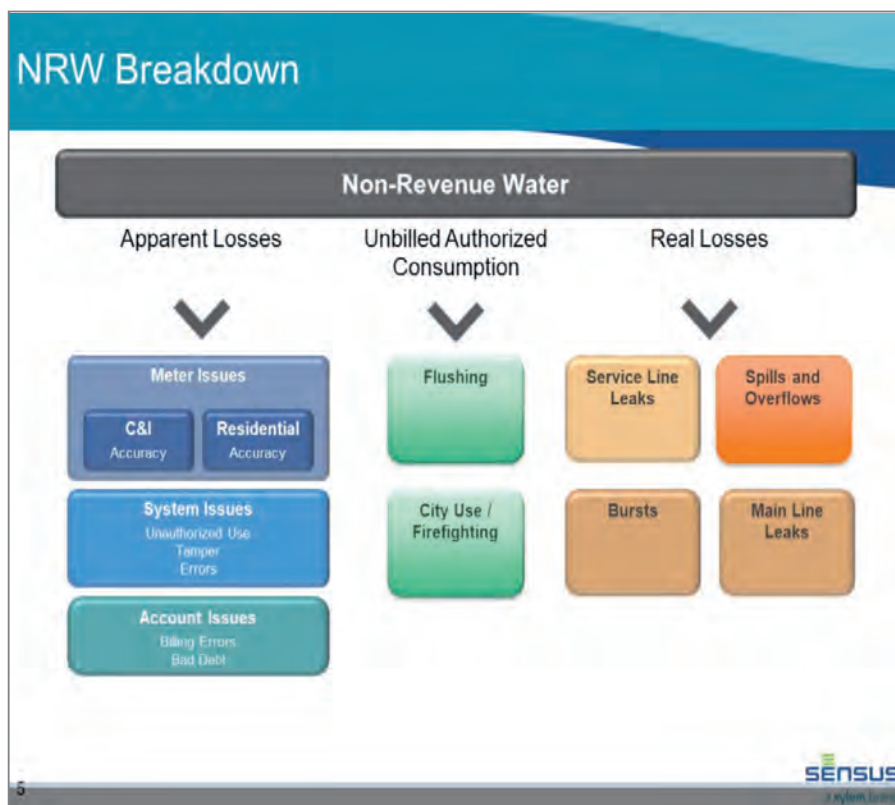 NRW Breakdown
Non-Revenue Water
Apparent Losses
Unbilled Authorized
Consumption
Real Losses
Meter Issues
C&I
Accuracy
Residential
Accuracy
System Issues
Unauthorized Use
Tamper
Errors
Account Issues
Billing Errors
Bad Debt
Flushing
City Use /
Firefighting
Service Line
Leaks
Spills and
Overflows
Bursts
Main Line
Leaks
5
SENSUS
xylem